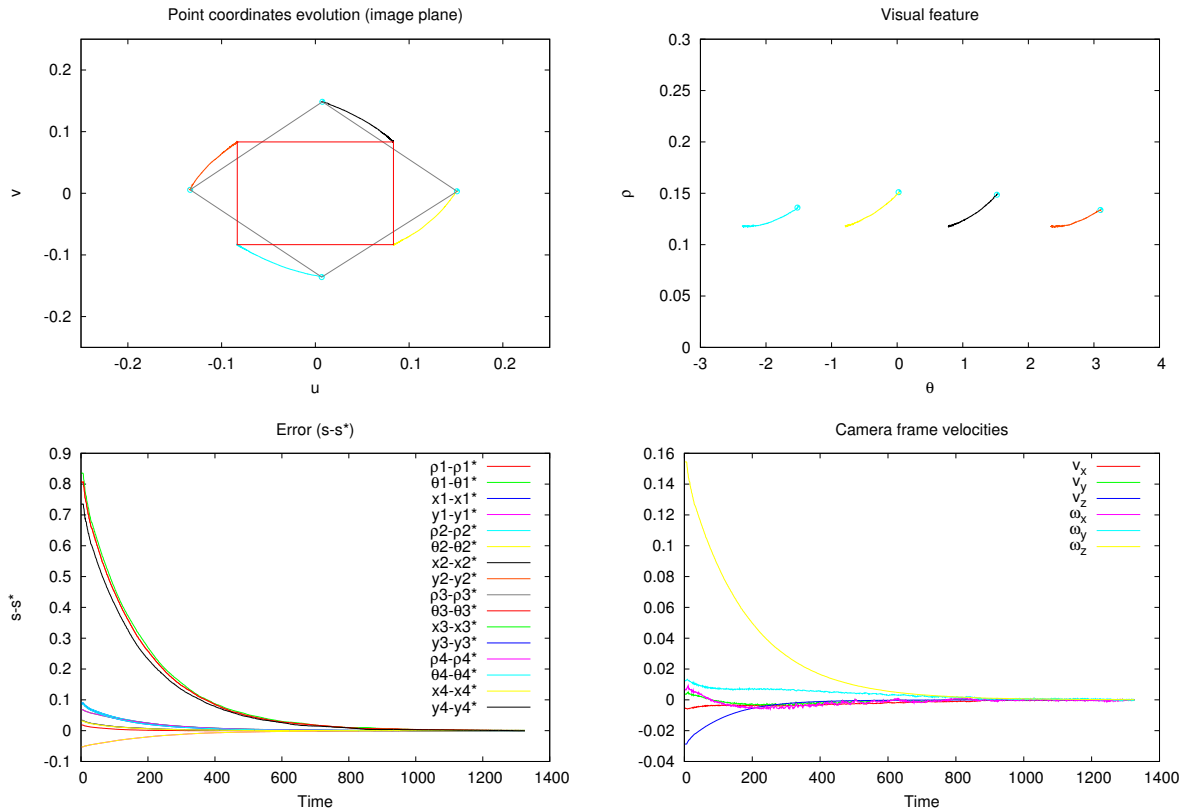 Point coordinates evolution (image plane)
0.2
0.1
0
-0.1
-0.2
v
-0.2
-0.1
0
0.1
0.2
u
Visual feature
0.3
0.25
0.2
0.15
0.1
0.05
0
ρ
-3
-2
-1
0
1
2
3
4
θ
Error (s-s*)
0.9
0.8
0.7
0.6
0.5
0.4
0.3
0.2
0.1
0
-0.1
s-s*
ρ1-ρ1*
θ1-θ1*
x1-x1*
y1-y1*
ρ2-ρ2*
θ2-θ2*
x2-x2*
y2-y2*
ρ3-ρ3*
θ3-θ3*
x3-x3*
y3-y3*
ρ4-ρ4*
θ4-θ4*
x4-x4*
y4-y4*
0
200
400
600
800
1000
1200
1400
Time
Camera frame velocities
0.16
0.14
0.12
0.1
0.08
0.06
0.04
0.02
0
-0.02
-0.04
v_x
v_y
v_z
ω_x
ω_y
ω_z
0
200
400
600
800
1000
1200
1400
Time